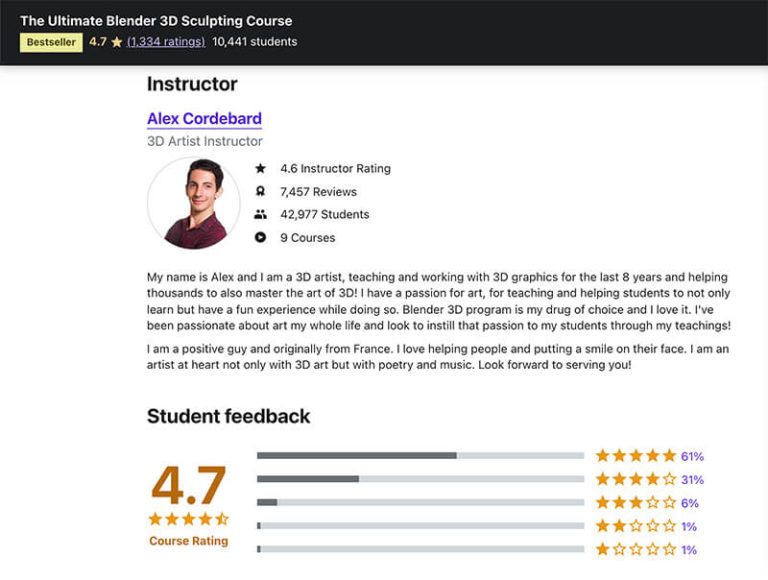 The Ultimate Blender 3D Sculpting Course
Bestseller 4.7 (1,334 ratings) 10,441 students
Instructor
Alex Cordebard
3D Artist Instructor
4.6 Instructor Rating
7,457 Reviews
42,977 Students
9 Courses
My name is Alex and I am a 3D artist, teaching and working with 3D graphics for the last 8 years and helping
thousands to also master the art of 3D! I have a passion for art, for teaching and helping students to not only
learn but have a fun experience while doing so. Blender 3D program is my drug of choice and I love it. I've
been passionate about art my whole life and look to instill that passion to my students through my teachings!
I am a positive guy and originally from France. I love helping people and putting a smile on their face. I am an
artist at heart not only with 3D art but with poetry and music. Look forward to serving you!
Student feedback
4.7
Course Rating
61%
31%
6%
1%
1%